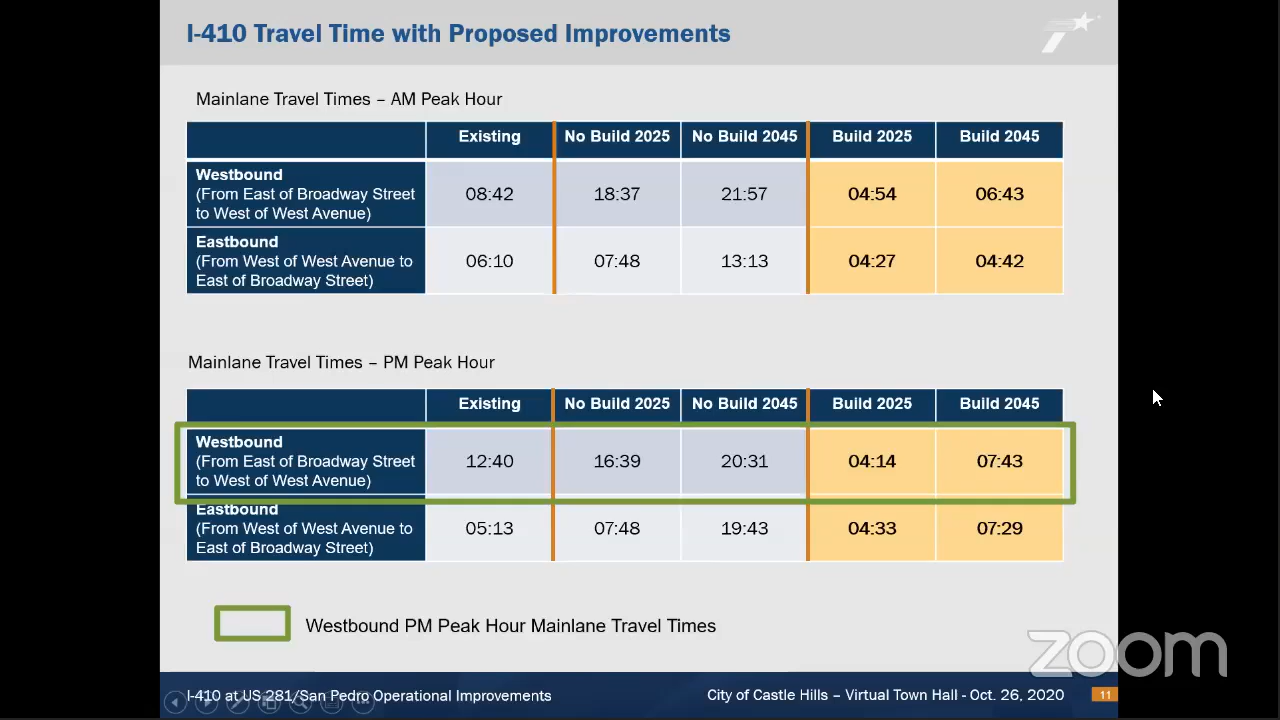 I-410 Travel Time with Proposed Improvements
Mainlane Travel Times – AM Peak Hour
Existing No Build 2025 No Build 2045 Build 2025 Build 2045
Westbound
(From East of Broadway Street
to West of West Avenue)
08:42 18:37 21:57 04:54 06:43
Eastbound
(From West of West Avenue to
East of Broadway Street)
06:10 07:48 13:13 04:27 04:42
Mainlane Travel Times – PM Peak Hour
Existing No Build 2025 No Build 2045 Build 2025 Build 2045
Westbound
(From East of Broadway Street
to West of West Avenue)
12:40 16:39 20:31 04:14 07:43
Eastbound
(From West of West Avenue to
East of Broadway Street)
05:13 07:48 19:43 04:33 07:29
Westbound PM Peak Hour Mainlane Travel Times
zoom
I-410 at US 281/San Pedro Operational Improvements
City of Castle Hills – Virtual Town Hall - Oct. 26, 2020
11